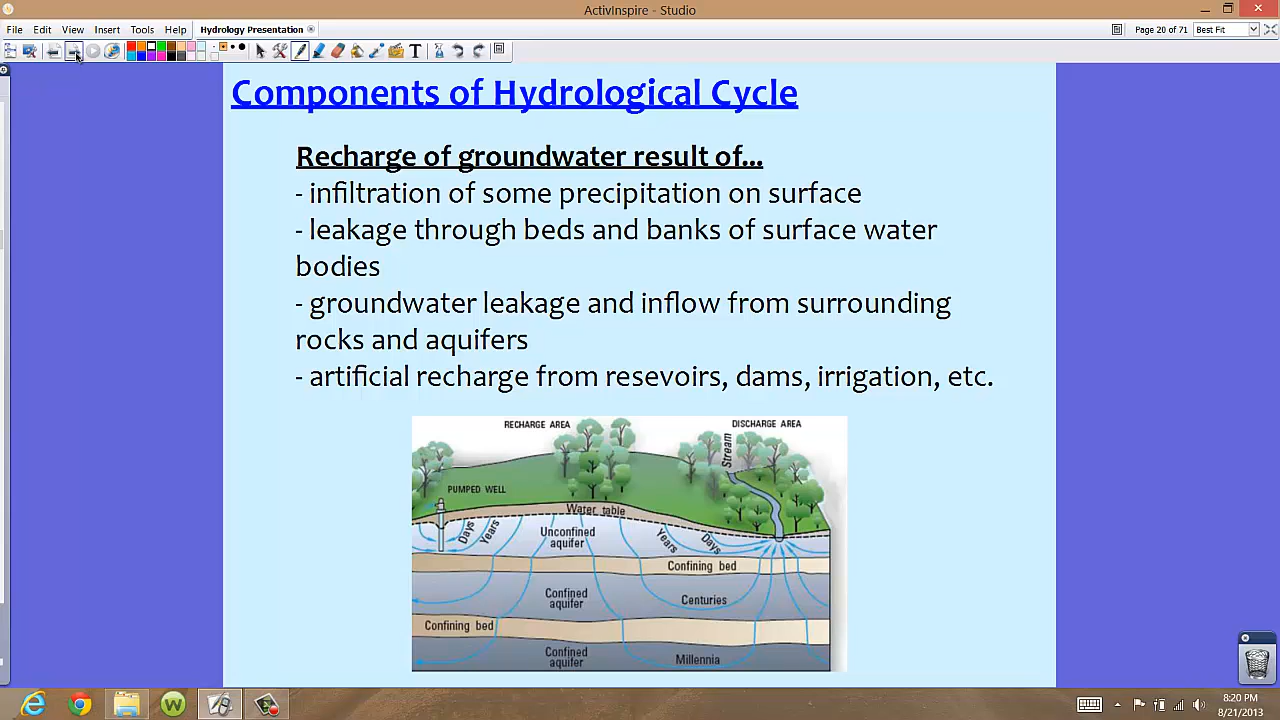 ActivInspire - Studio
File Edit View Insert Tools Help Hydrology Presentation Page 20 of 71 Best Fit
Components of Hydrological Cycle
Recharge of groundwater result of...
- infiltration of some precipitation on surface
- leakage through beds and banks of surface water
bodies
- groundwater leakage and inflow from surrounding
rocks and aquifers
- artificial recharge from resevoirs, dams, irrigation, etc.
RECHARGE AREA
DISCHARGE AREA
Stream
PUMPED WELL
Water table
Days
Years
Unconfined
aquifer
Years
Days
Confining bed
Confined
aquifer
Centuries
Confining bed
Confined
aquifer
Millennia
8:20 PM
8/21/2013